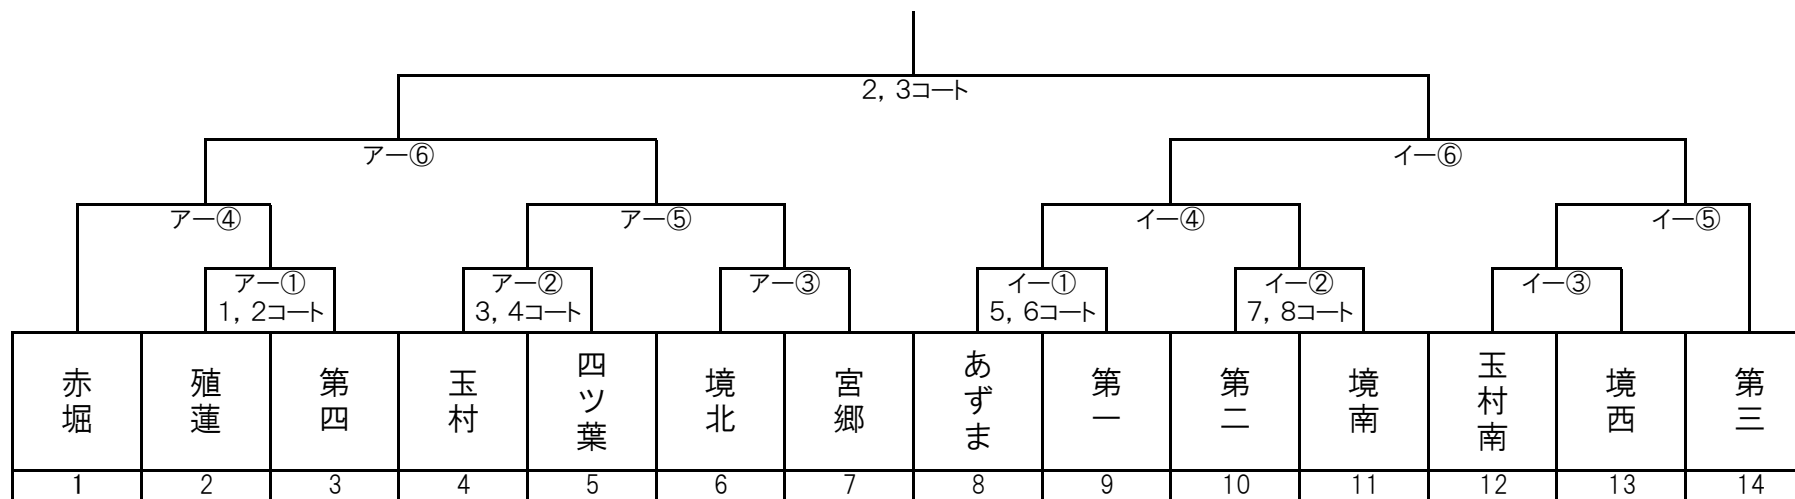 2，3コート
アー⑥
イー⑥
アー④
アー⑤
イー④
イー⑤
アー①
1，2コート
アー②
3，4コート
アー③
イー①
5，6コート
イー②
7，8コート
イー③
赤堀
殖蓮
第四
玉村
四ツ葉
境北
宮郷
あずま
第一
第二
境南
玉村南
境西
第三
1 2 3 4 5 6 7 8 9 10 11 12 13 14